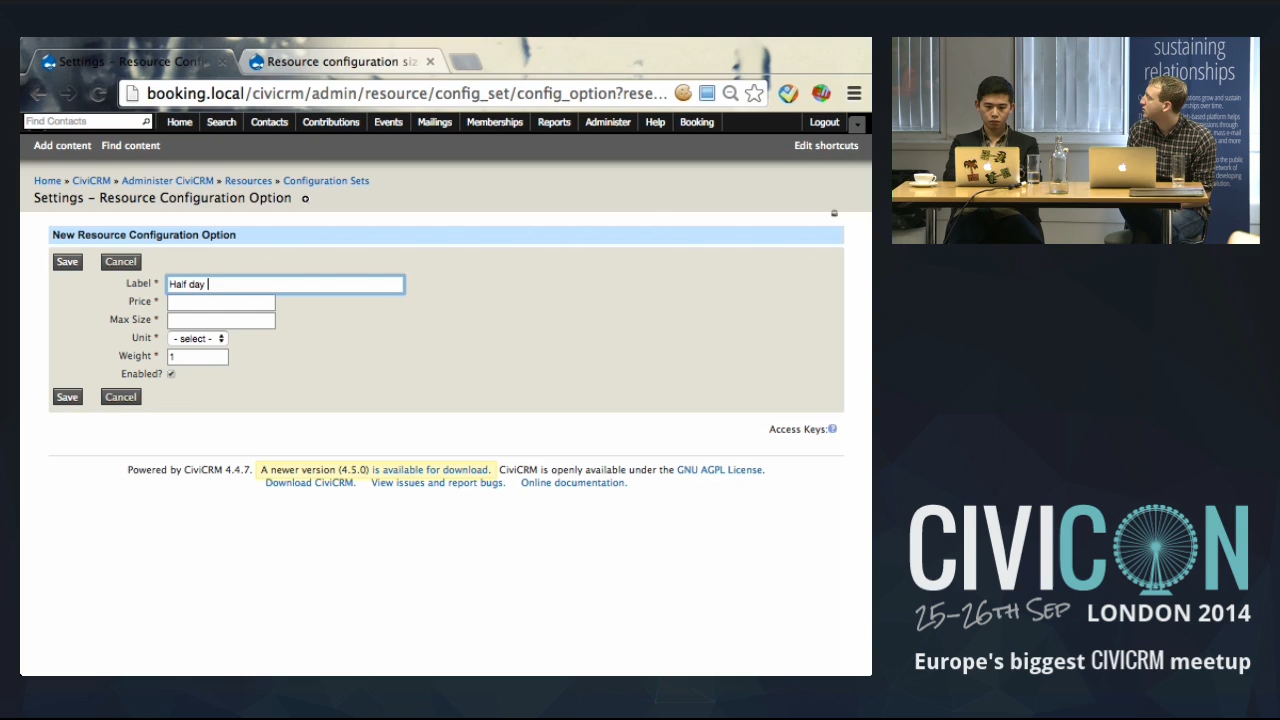 Settings - Resource Conf
Resource configuration siz
booking.local/civicrm/admin/resource/config_set/config_option?rese...
Find Contacts
Home Search Contacts Contributions Events Mailings Memberships Reports Administer Help Booking Logout
Add content Find content Edit shortcuts
Home » CiviCRM » Administer CiviCRM » Resources » Configuration Sets
Settings - Resource Configuration Option
New Resource Configuration Option
Save Cancel
Label * Half day
Price *
Max Size *
Unit * - select -
Weight * 1
Enabled?
Save Cancel
Access Keys:
Powered by CiviCRM 4.4.7. A newer version (4.5.0) is available for download. CiviCRM is openly available under the GNU AGPL License.
Download CiviCRM. View issues and report bugs. Online documentation.
sustaining
relationships
CIVICON
25-26TH SEP LONDON 2014
Europe's biggest CIVICRM meetup